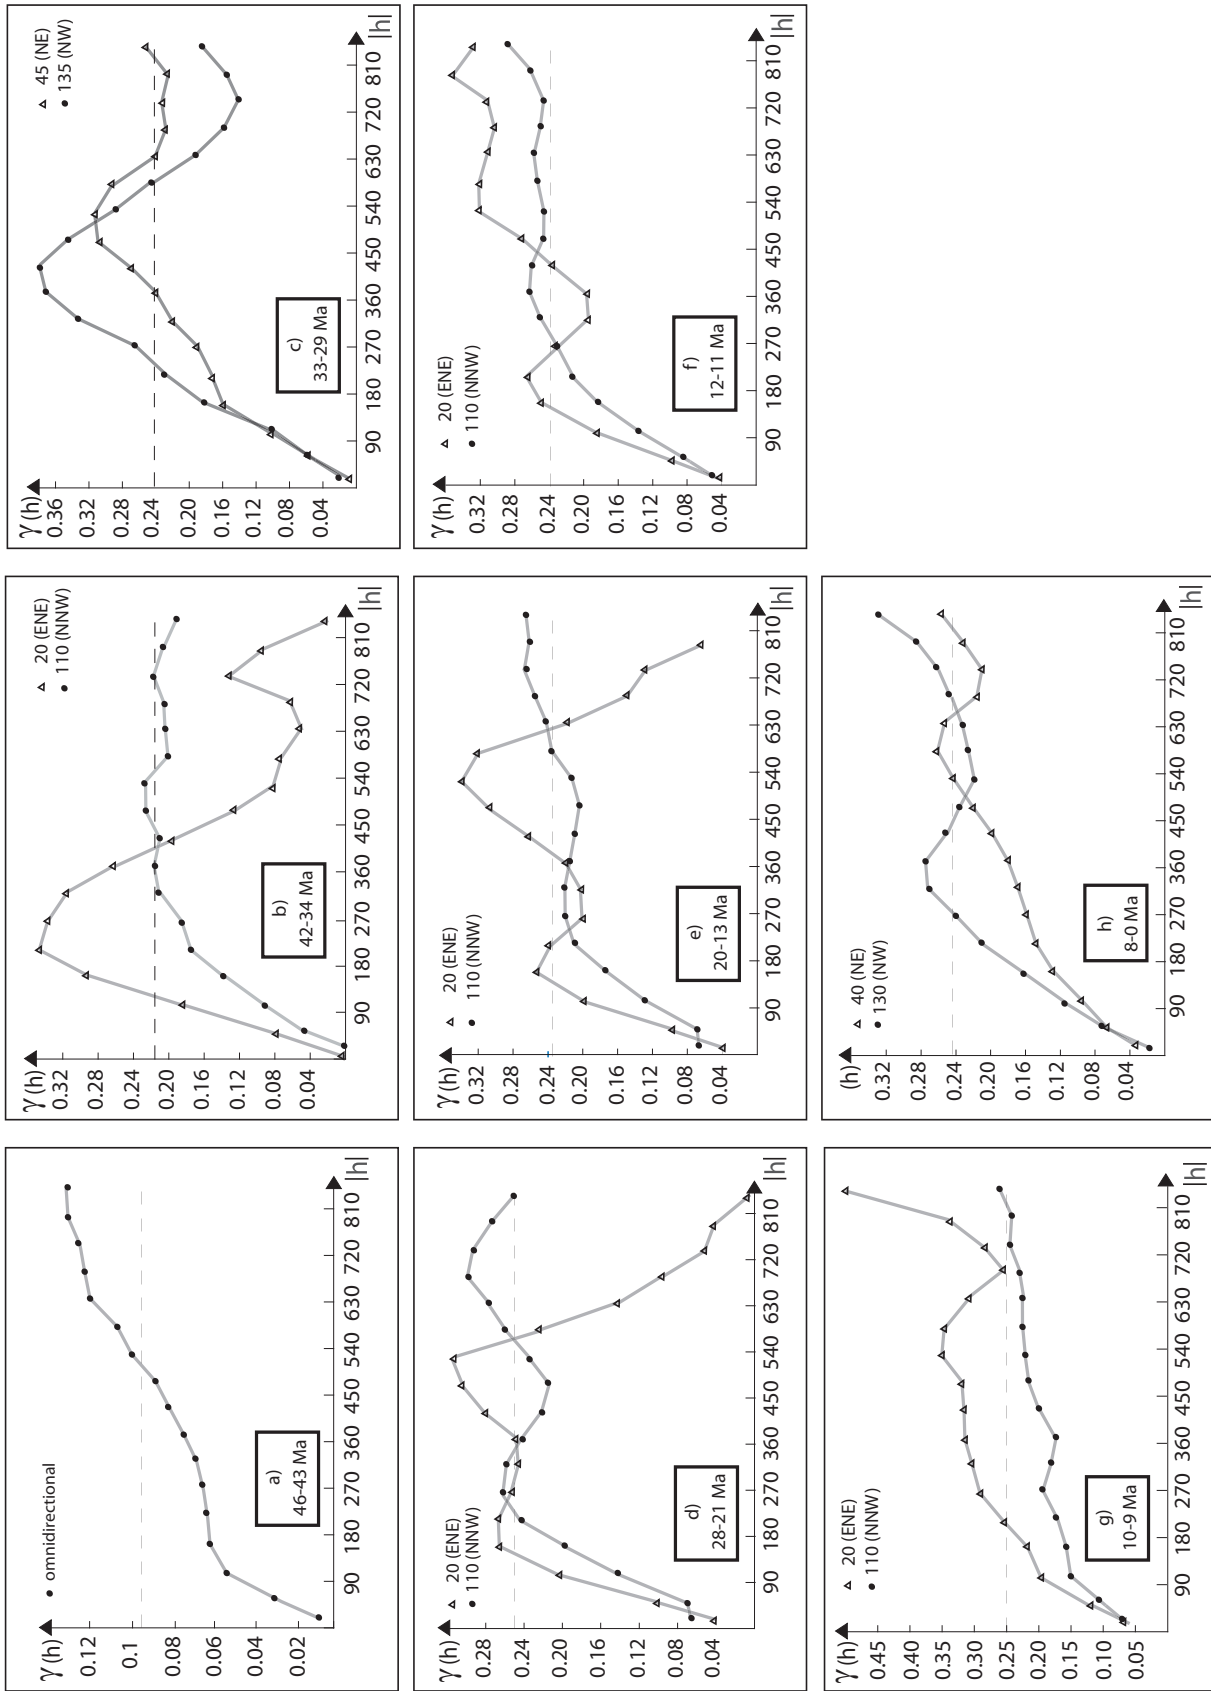 γ(h)
omnidirectional
0.12
0.1
0.08
0.06
0.04
0.02
a)
46-43 Ma
90 180 270 360 450 540 630 720 810
|h|
γ(h)
20 (ENE)
110 (NNW)
0.32
0.28
0.24
0.20
0.16
0.12
0.08
0.04
b)
42-34 Ma
90 180 270 360 450 540 630 720 810
|h|
γ(h)
45 (NE)
135 (NW)
0.36
0.32
0.28
0.24
0.20
0.16
0.12
0.08
0.04
c)
33-29 Ma
90 180 270 360 450 540 630 720 810
|h|
γ(h)
20 (ENE)
110 (NNW)
0.28
0.24
0.20
0.16
0.12
0.08
0.04
d)
28-21 Ma
90 180 270 360 450 540 630 720 810
|h|
γ(h)
20 (ENE)
110 (NNW)
0.32
0.28
0.24
0.20
0.16
0.12
0.08
0.04
e)
20-13 Ma
90 180 270 360 450 540 630 720 810
|h|
γ(h)
20 (ENE)
110 (NNW)
0.32
0.28
0.24
0.20
0.16
0.12
0.08
0.04
f)
12-11 Ma
90 180 270 360 450 540 630 720 810
|h|
γ(h)
20 (ENE)
110 (NNW)
0.45
0.40
0.35
0.30
0.25
0.20
0.15
0.10
0.05
g)
10-9 Ma
90 180 270 360 450 540 630 720 810
|h|
(h)
40 (NE)
130 (NW)
0.32
0.28
0.24
0.20
0.16
0.12
0.08
0.04
h)
8-0 Ma
90 180 270 360 450 540 630 720 810
|h|